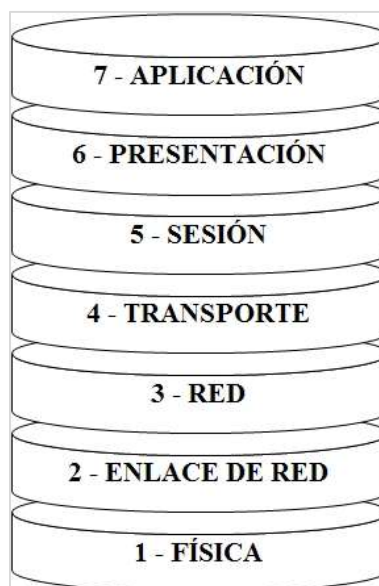 7 - APLICACIÓN
6 - PRESENTACIÓN
5 - SESIÓN
4 - TRANSPORTE
3 - RED
2 - ENLACE DE RED
1 - FÍSICA